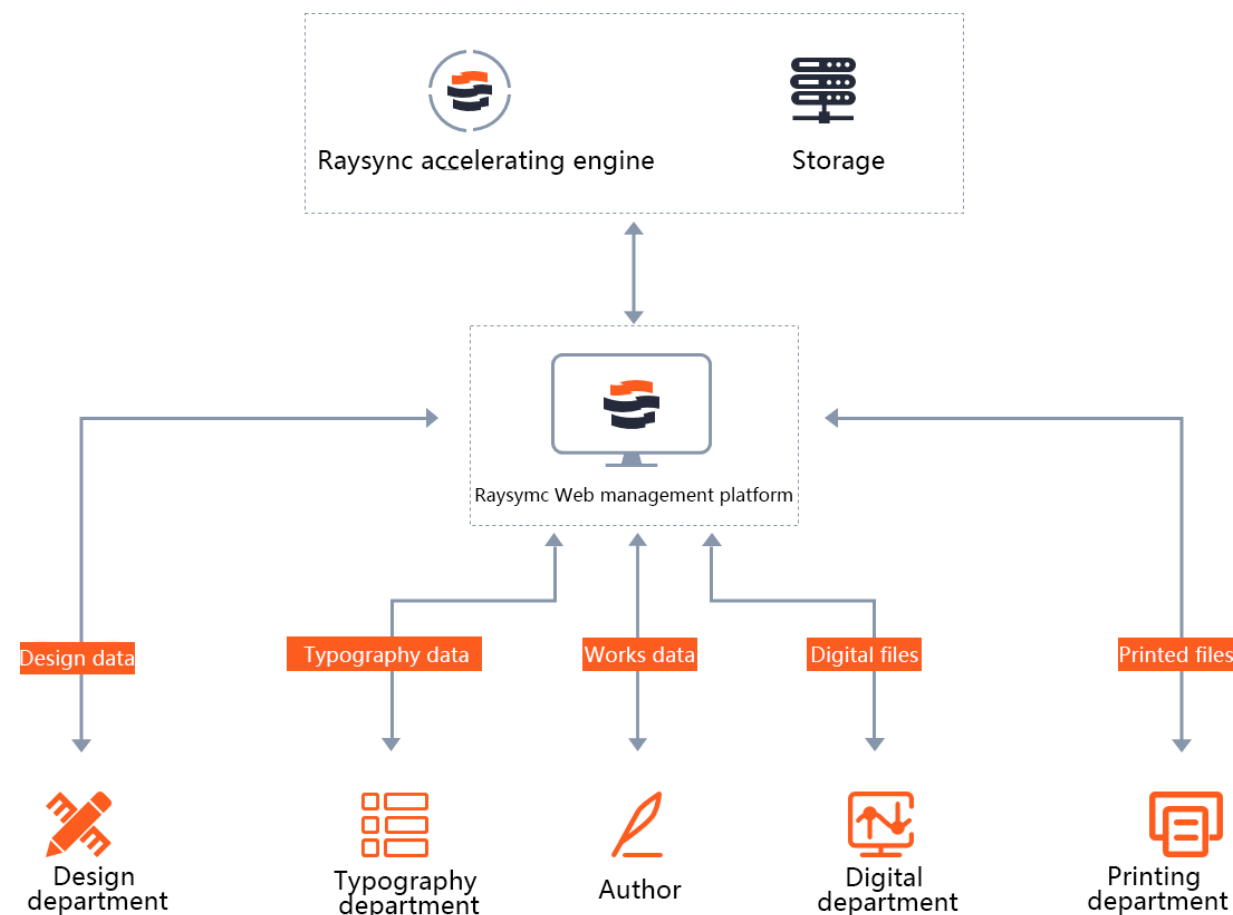 Raysync accelerating engine
Storage
Raysymc Web management platform
Design data
Typography data
Works data
Digital files
Printed files
Design
department
Typography
department
Author
Digital
department
Printing
department